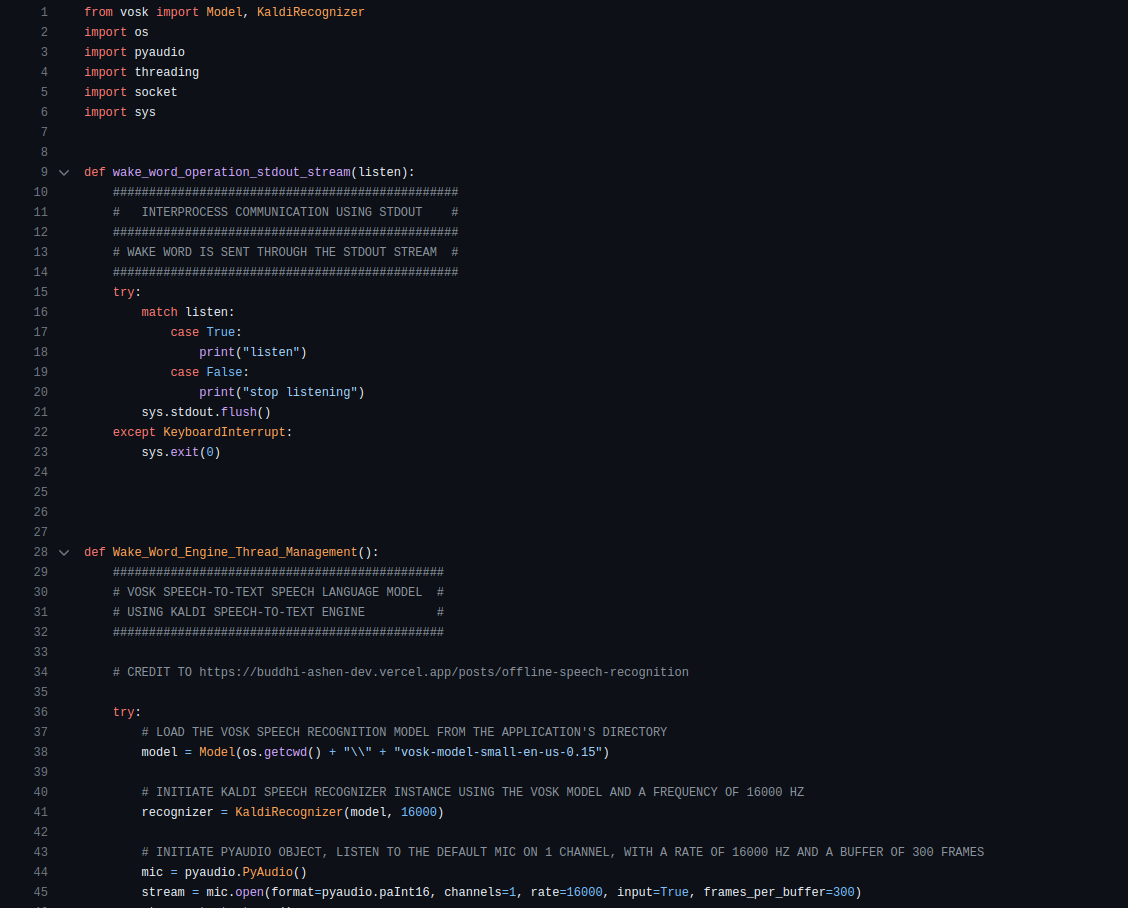 1 from vosk import Model, KaldiRecognizer
2 import os
3 import pyaudio
4 import threading
5 import socket
6 import sys
7
8
9 def wake_word_operation_stdout_stream(listen):
10     ################################################
11     #   INTERPROCESS COMMUNICATION USING STDOUT    #
12     ################################################
13     # WAKE WORD IS SENT THROUGH THE STDOUT STREAM  #
14     ################################################
15     try:
16         match listen:
17             case True:
18                 print("listen")
19             case False:
20                 print("stop listening")
21         sys.stdout.flush()
22     except KeyboardInterrupt:
23         sys.exit(0)
24
25
26
27
28 def Wake_Word_Engine_Thread_Management():
29     ##############################################
30     # VOSK SPEECH-TO-TEXT SPEECH LANGUAGE MODEL  #
31     # USING KALDI SPEECH-TO-TEXT ENGINE          #
32     ##############################################
33
34     # CREDIT TO https://buddhi-ashen-dev.vercel.app/posts/offline-speech-recognition
35
36     try:
37         # LOAD THE VOSK SPEECH RECOGNITION MODEL FROM THE APPLICATION'S DIRECTORY
38         model = Model(os.getcwd() + "\\" + "vosk-model-small-en-us-0.15")
39
40         # INITIATE KALDI SPEECH RECOGNIZER INSTANCE USING THE VOSK MODEL AND A FREQUENCY OF 16000 HZ
41         recognizer = KaldiRecognizer(model, 16000)
42
43         # INITIATE PYAUDIO OBJECT, LISTEN TO THE DEFAULT MIC ON 1 CHANNEL, WITH A RATE OF 16000 HZ AND A BUFFER OF 300 FRAMES
44         mic = pyaudio.PyAudio()
45         stream = mic.open(format=pyaudio.paInt16, channels=1, rate=16000, input=True, frames_per_buffer=300)